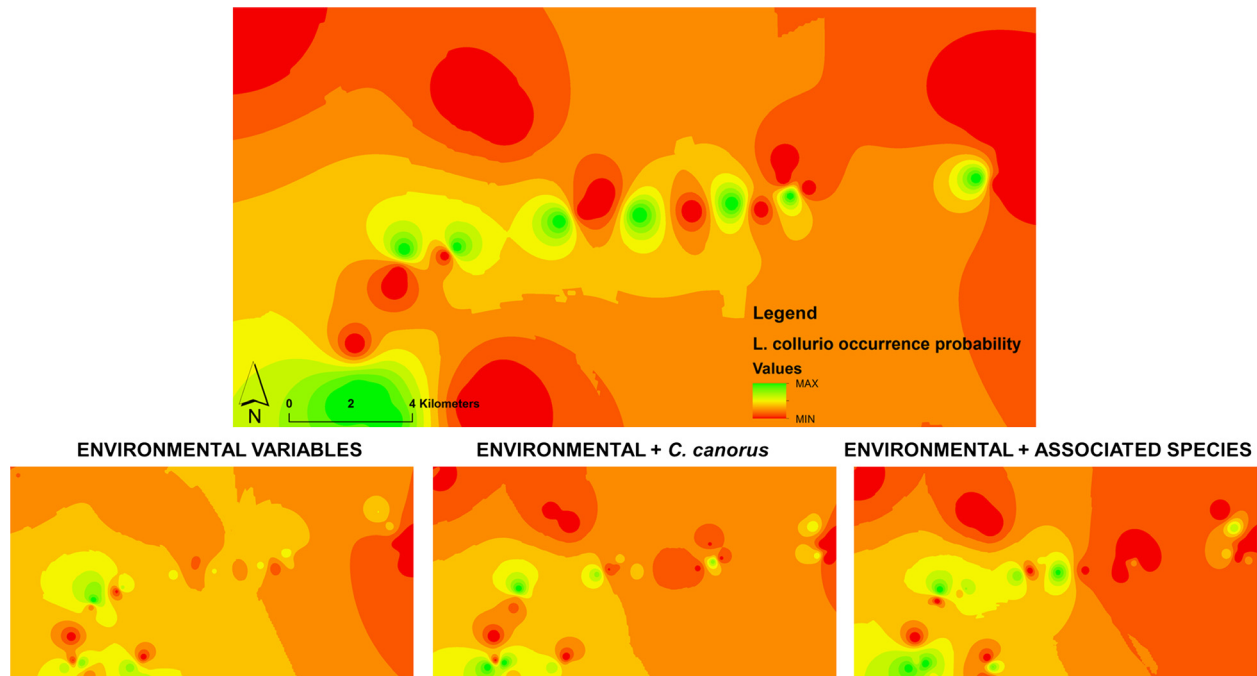 Legend
L. collurio occurrence probability
Values
MAX
MIN
N
0 2 4 Kilometers
ENVIRONMENTAL VARIABLES
ENVIRONMENTAL + C. canorus
ENVIRONMENTAL + ASSOCIATED SPECIES